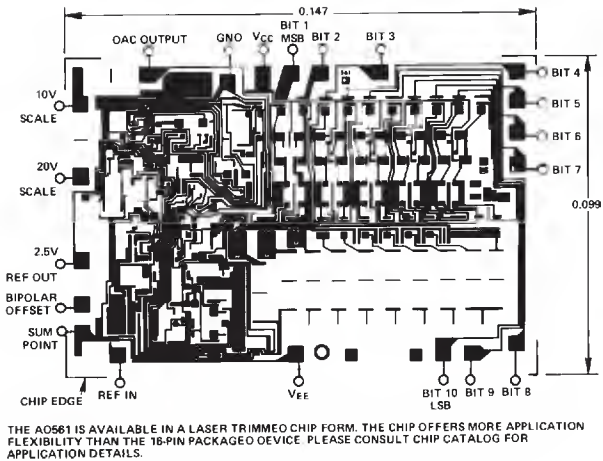 0.147
BIT 1
OAC OUTPUT GNO VCC MSB BIT 2 BIT 3
BIT 4
10V
SCALE
BIT 5
BIT 6
BIT 7
20V
SCALE
0.099
2.5V
REF OUT
BIPOLAR
OFFSET
SUM
POINT
CHIP EDGE
REF IN
VEE
BIT 10
LSB
BIT 9
BIT 8
THE AO561 IS AVAILABLE IN A LASER TRIMMEO CHIP FORM. THE CHIP OFFERS MORE APPLICATION
FLEXIBILITY THAN THE 16-PIN PACKAGEO OEVICE. PLEASE CONSULT CHIP CATALOG FOR
APPLICATION DETAILS.